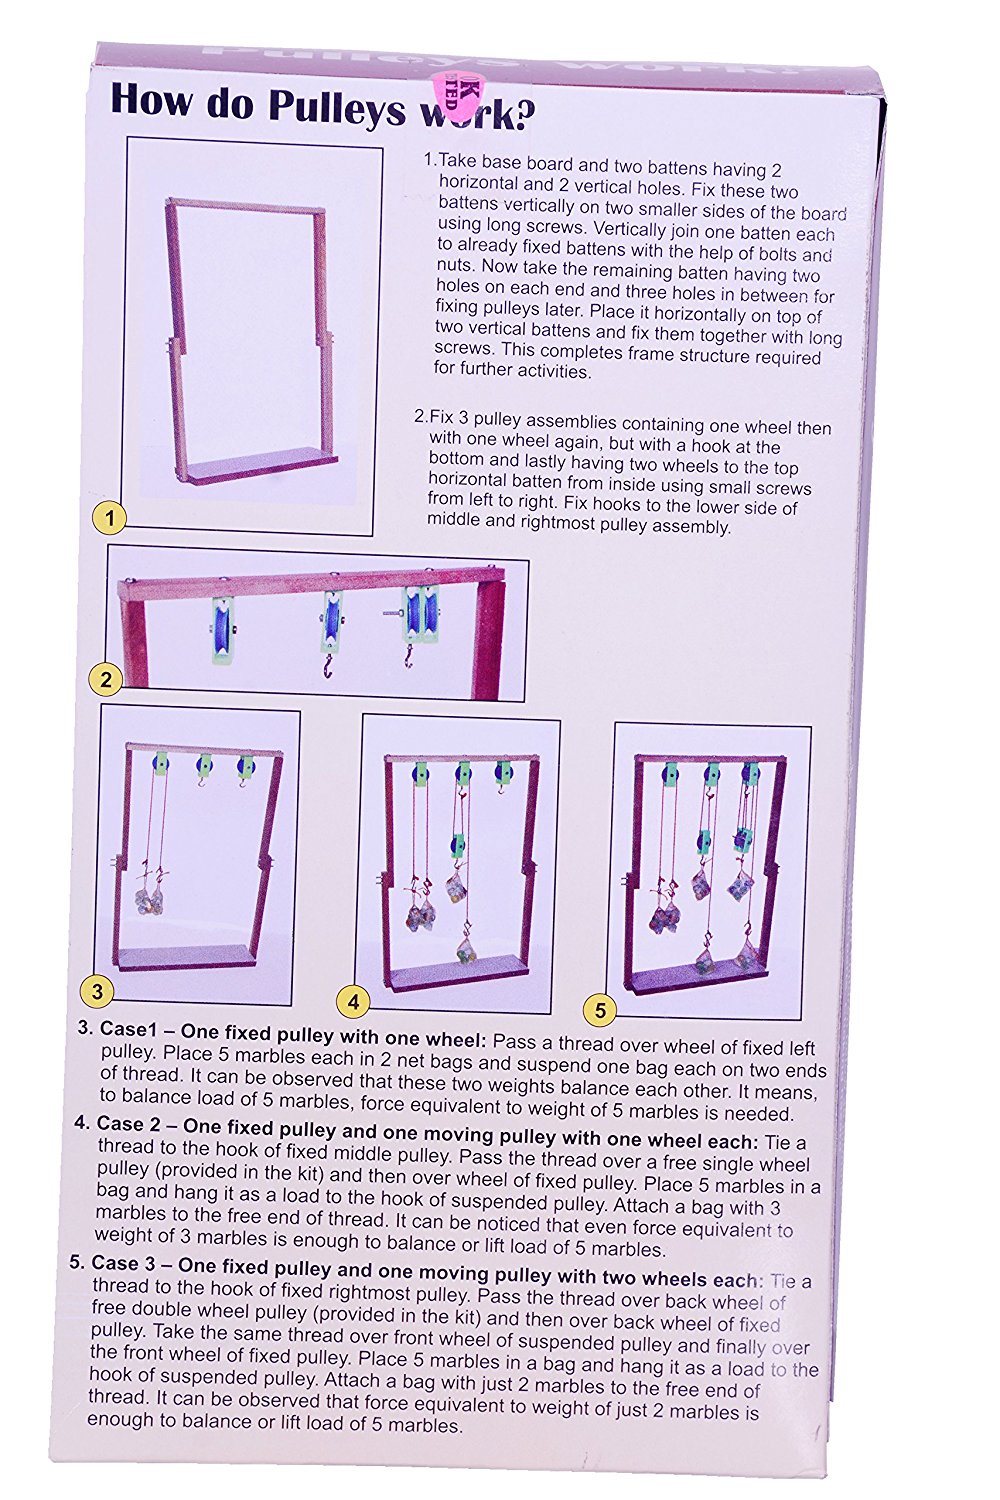 Pulleys work?
How do Pulleys work?
OK
TED
1.Take base board and two battens having 2
horizontal and 2 vertical holes. Fix these two
battens vertically on two smaller sides of the board
using long screws. Vertically join one batten each
to already fixed battens with the help of bolts and
nuts. Now take the remaining batten having two
holes on each end and three holes in between for
fixing pulleys later. Place it horizontally on top of
two vertical battens and fix them together with long
screws. This completes frame structure required
for further activities.
2.Fix 3 pulley assemblies containing one wheel then
with one wheel again, but with a hook at the
bottom and lastly having two wheels to the top
horizontal batten from inside using small screws
from left to right. Fix hooks to the lower side of
middle and rightmost pulley assembly.
1
2
3
4
5
3. Case1 – One fixed pulley with one wheel: Pass a thread over wheel of fixed left
pulley. Place 5 marbles each in 2 net bags and suspend one bag each on two ends
of thread. It can be observed that these two weights balance each other. It means,
to balance load of 5 marbles, force equivalent to weight of 5 marbles is needed.
4. Case 2 – One fixed pulley and one moving pulley with one wheel each: Tie a
thread to the hook of fixed middle pulley. Pass the thread over a free single wheel
pulley (provided in the kit) and then over wheel of fixed pulley. Place 5 marbles in a
bag and hang it as a load to the hook of suspended pulley. Attach a bag with 3
marbles to the free end of thread. It can be noticed that even force equivalent to
weight of 3 marbles is enough to balance or lift load of 5 marbles.
5. Case 3 – One fixed pulley and one moving pulley with two wheels each: Tie a
thread to the hook of fixed rightmost pulley. Pass the thread over back wheel of
free double wheel pulley (provided in the kit) and then over back wheel of fixed
pulley. Take the same thread over front wheel of suspended pulley and finally over
the front wheel of fixed pulley. Place 5 marbles in a bag and hang it as a load to the
hook of suspended pulley. Attach a bag with just 2 marbles to the free end of
thread. It can be observed that force equivalent to weight of just 2 marbles is
enough to balance or lift load of 5 marbles.